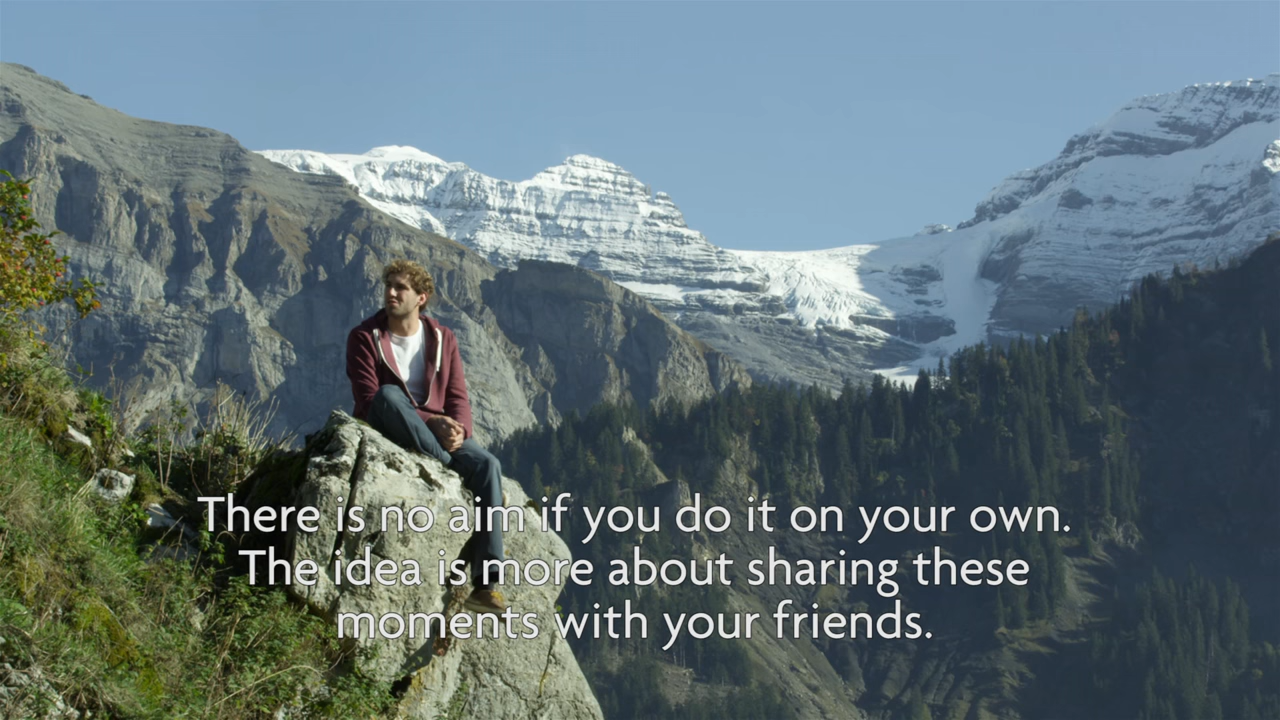 There is no aim if you do it on your own.
The idea is more about sharing these
moments with your friends.